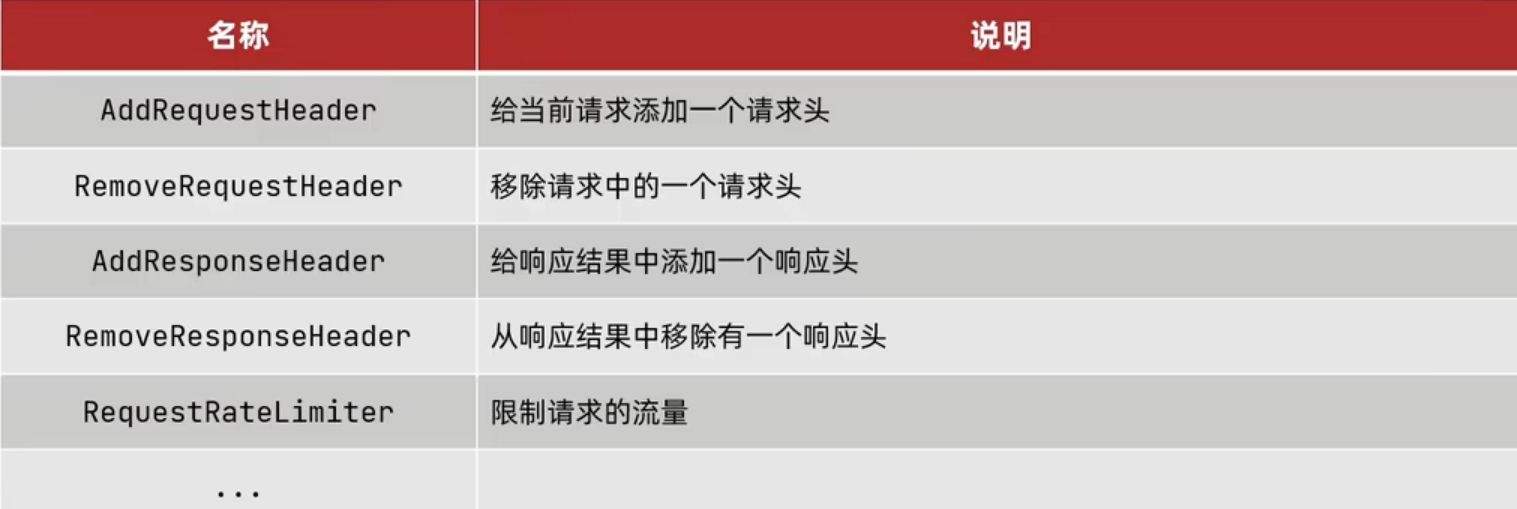 名称 说明
AddRequestHeader 给当前请求添加一个请求头
RemoveRequestHeader 移除请求中的一个请求头
AddResponseHeader 给响应结果中添加一个响应头
RemoveResponseHeader 从响应结果中移除有一个响应头
RequestRateLimiter 限制请求的流量
...